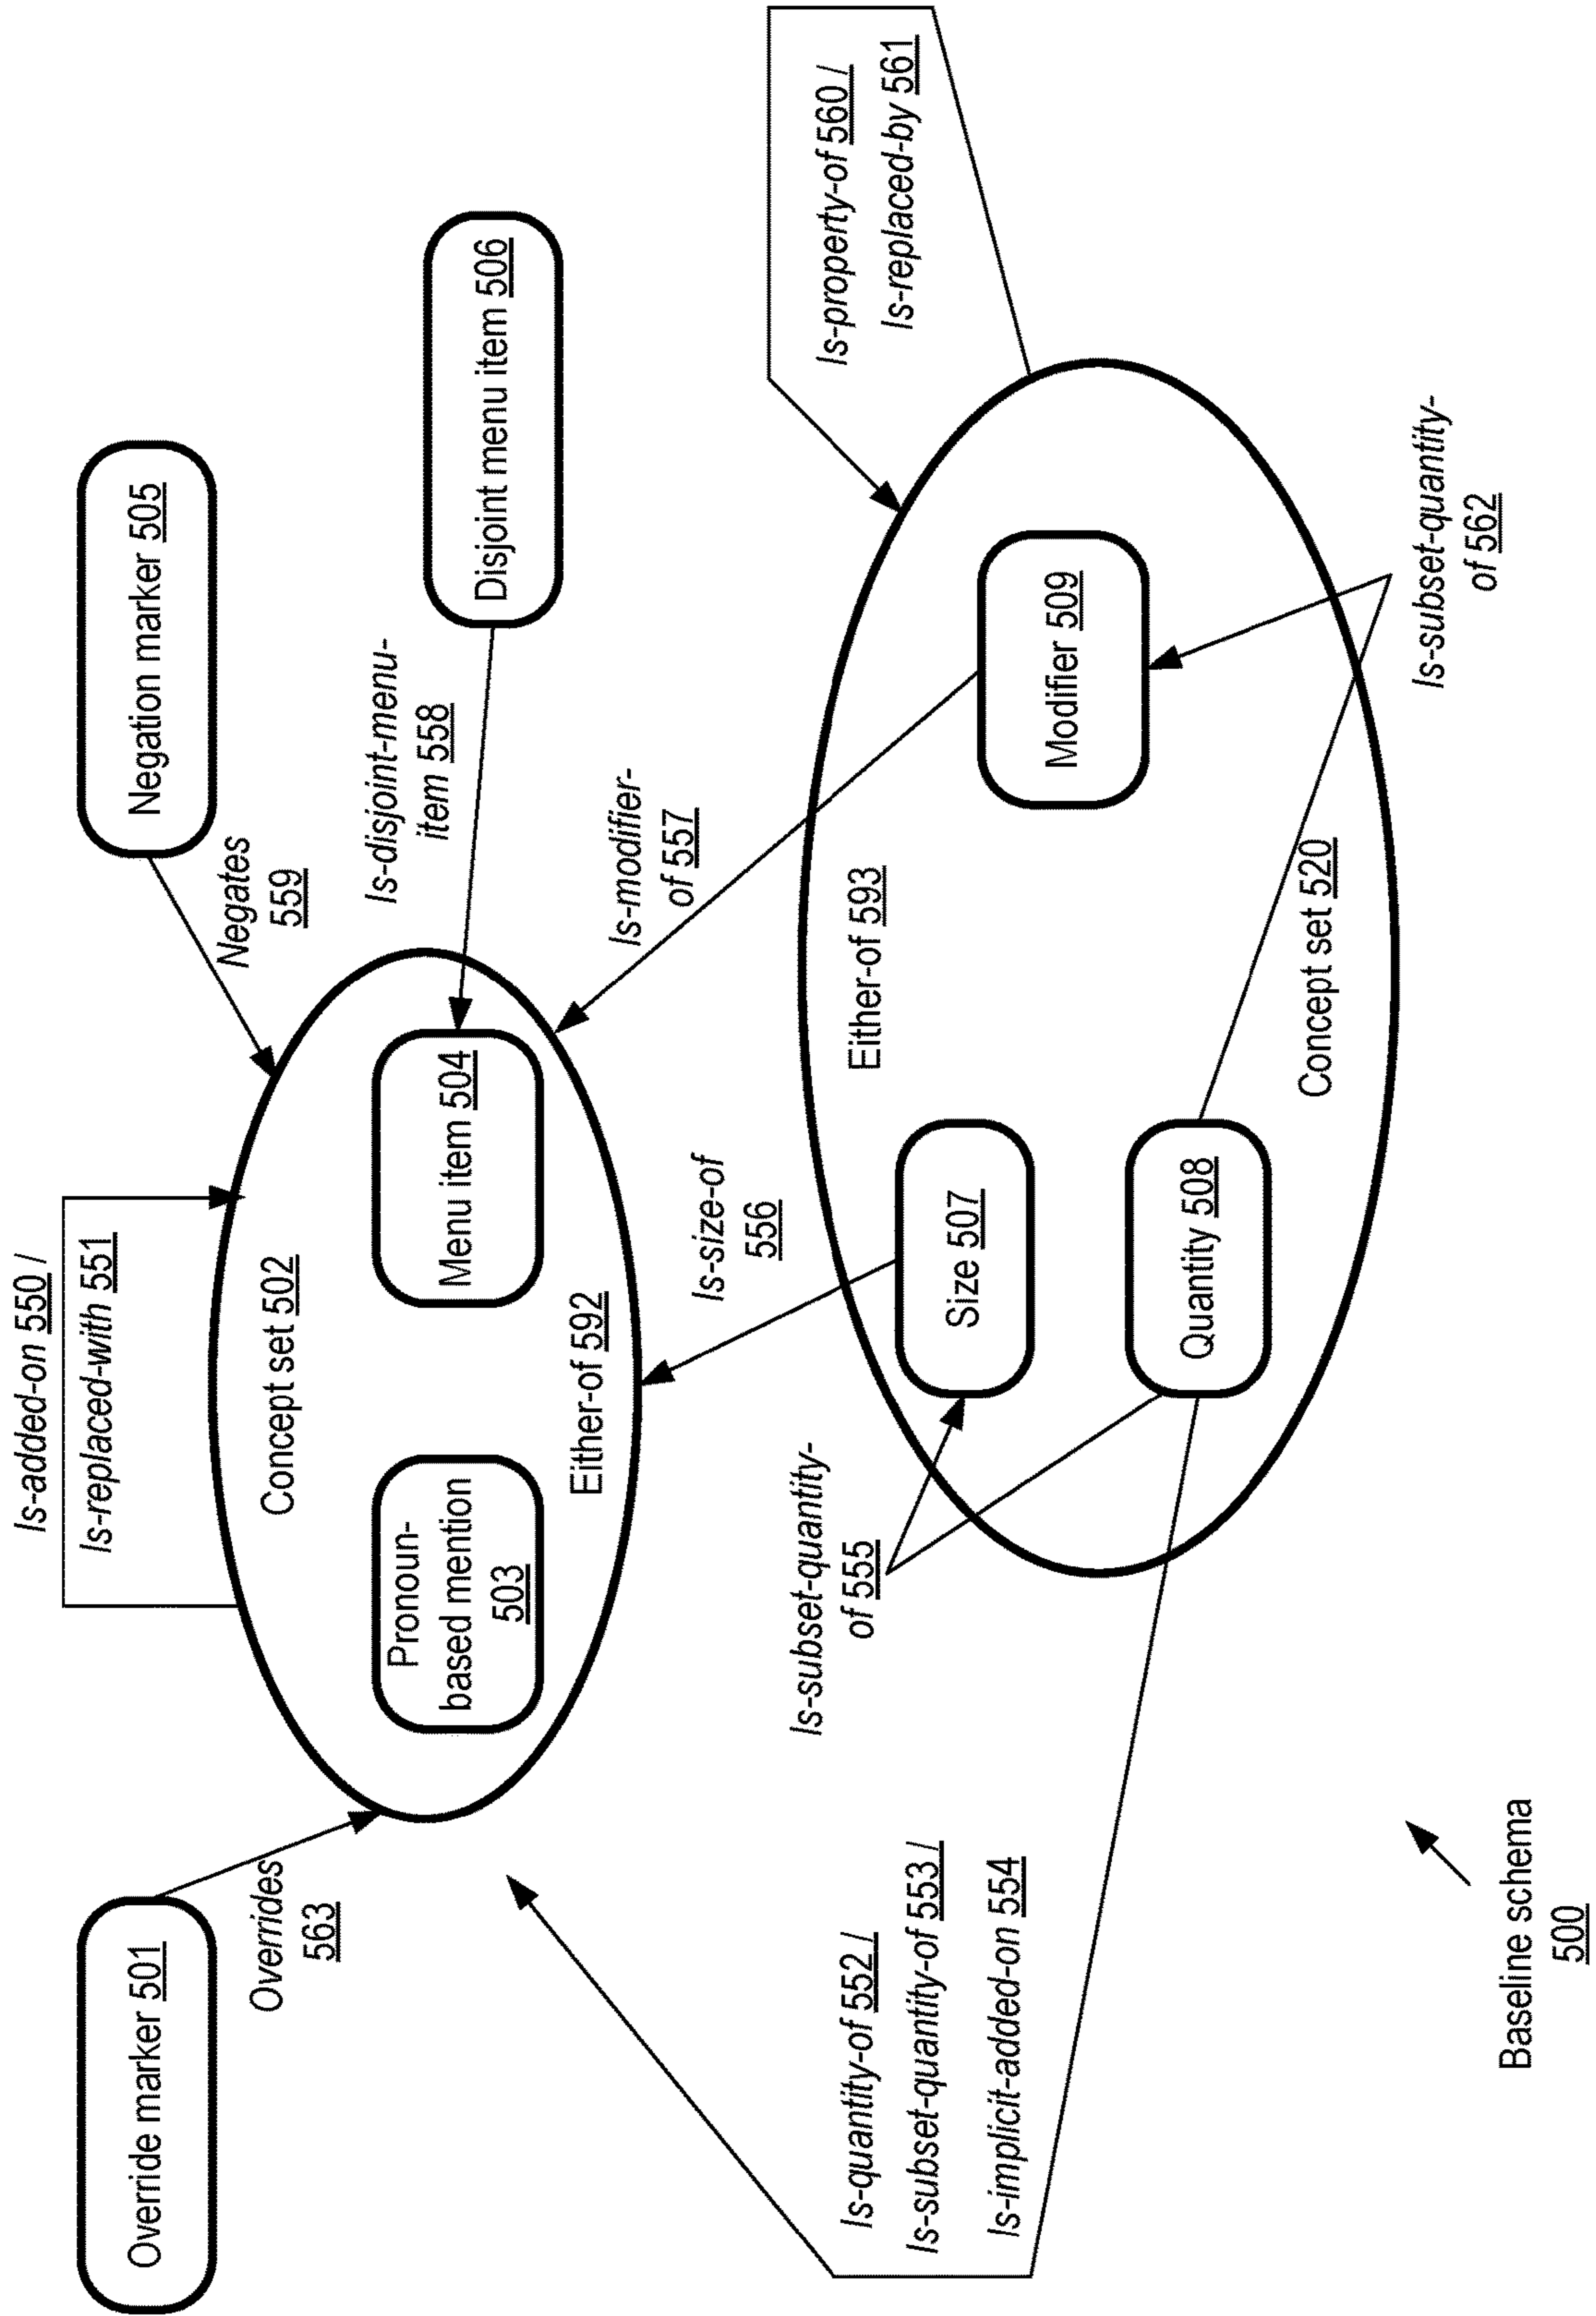 Is-added-on 550 /
Is-replaced-with 551
Override marker 501
Overrides
563
Concept set 502
Pronoun-
based mention
503
Menu item 504
Either-of 592
Negates
559
Negation marker 505
Is-disjoint-menu-
item 558
Disjoint menu item 506
Is-quantity-of 552 /
Is-subset-quantity-of 553 /
Is-implicit-added-on 554
Is-subset-quantity-
of 555
Is-size-of
556
Is-modifier-
of 557
Is-property-of 560 /
Is-replaced-by 561
Either-of 593
Size 507
Quantity 508
Modifier 509
Concept set 520
Is-subset-quantity-
of 562
Baseline schema
500